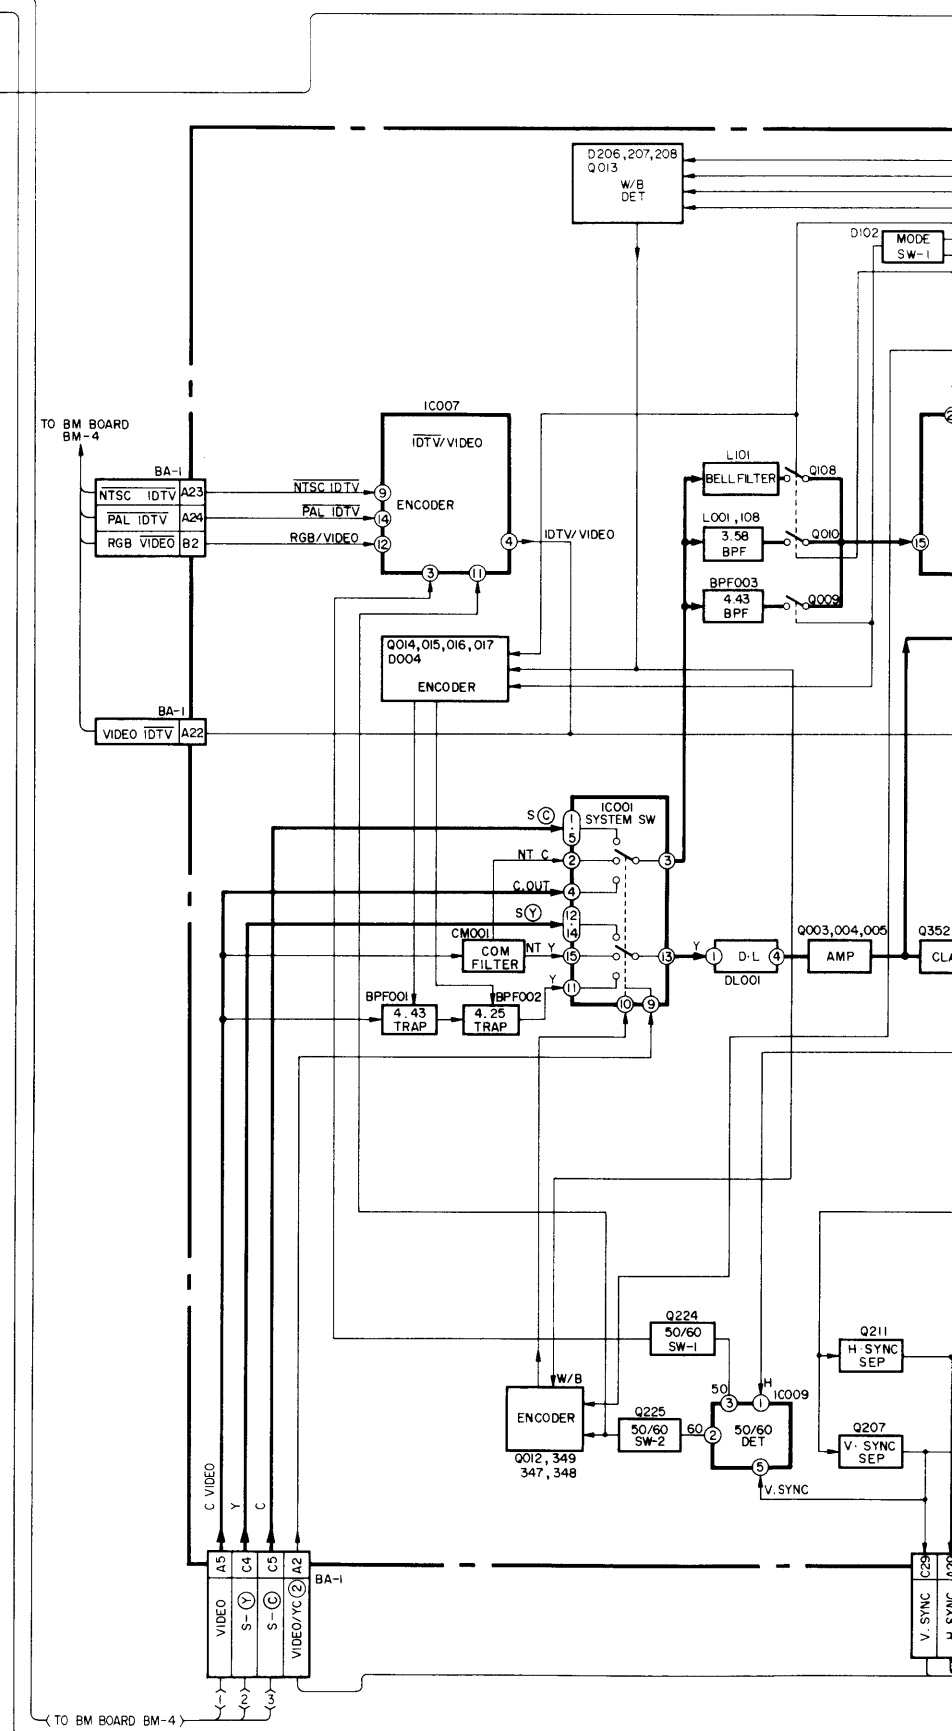 D206,207,208
Q013
W/B
DET
D102
MODE
SW-1
TO BM BOARD
BM-4
IC007
IDTV/VIDEO
ENCODER
BA-1
NTSC IDTV A23
PAL IDTV A24
RGB VIDEO B2
NTSC IDTV
PAL IDTV
RGB/VIDEO
9
14
12
4
3
11
IDTV/VIDEO
L101
BELLFILTER
Q108
L001,108
3.58
BPF
Q010
BPF003
4.43
BPF
Q009
15
2
Q014,015,016,017
D004
ENCODER
BA-1
VIDEO IDTV A22
IC001
SYSTEM SW
S C
1
5
NT C
2
3
C.OUT
4
S Y
12
14
CM001
COM
FILTER
NT Y
15
13
Y
11
10
9
BPF001
4.43
TRAP
BPF002
4.25
TRAP
Y
1
D·L
4
DL001
Q003,004,005
AMP
Q352
CLA
Q224
50/60
SW-1
W/B
ENCODER
Q012,349
347,348
Q225
50/60
SW-2
60
50
H
IC009
3
1
2
50/60
DET
5
V.SYNC
Q211
H·SYNC
SEP
Q207
V·SYNC
SEP
C VIDEO
Y
C
A5
C4
C5
A2
BA-1
VIDEO
S-Y
S-C
VIDEO/YC2
C29
V.SYNC
H SYNC
1
2
3
TO BM BOARD BM-4